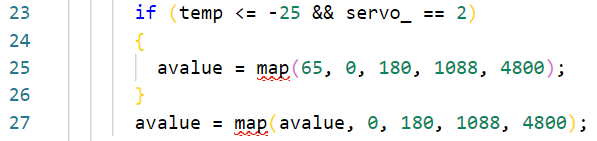 23 if (temp <= -25 && servo_ == 2)
24 {
25 avalue = map(65, 0, 180, 1088, 4800);
26 }
27 avalue = map(avalue, 0, 180, 1088, 4800);